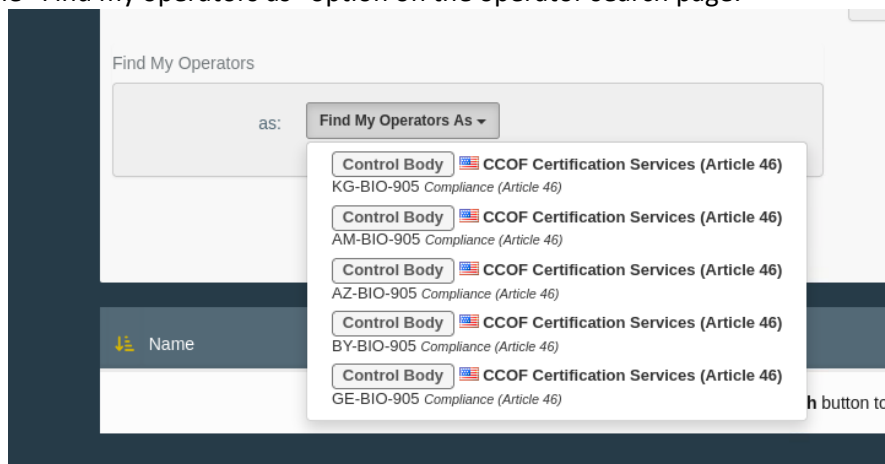 "Find My Operators as" option on the operator search page.
Find My Operators
as:
Find My Operators As
Control Body CCOF Certification Services (Article 46)
KG-BIO-905 Compliance (Article 46)
Control Body CCOF Certification Services (Article 46)
AM-BIO-905 Compliance (Article 46)
Control Body CCOF Certification Services (Article 46)
AZ-BIO-905 Compliance (Article 46)
Control Body CCOF Certification Services (Article 46)
BY-BIO-905 Compliance (Article 46)
Control Body CCOF Certification Services (Article 46)
GE-BIO-905 Compliance (Article 46)
Name
button to